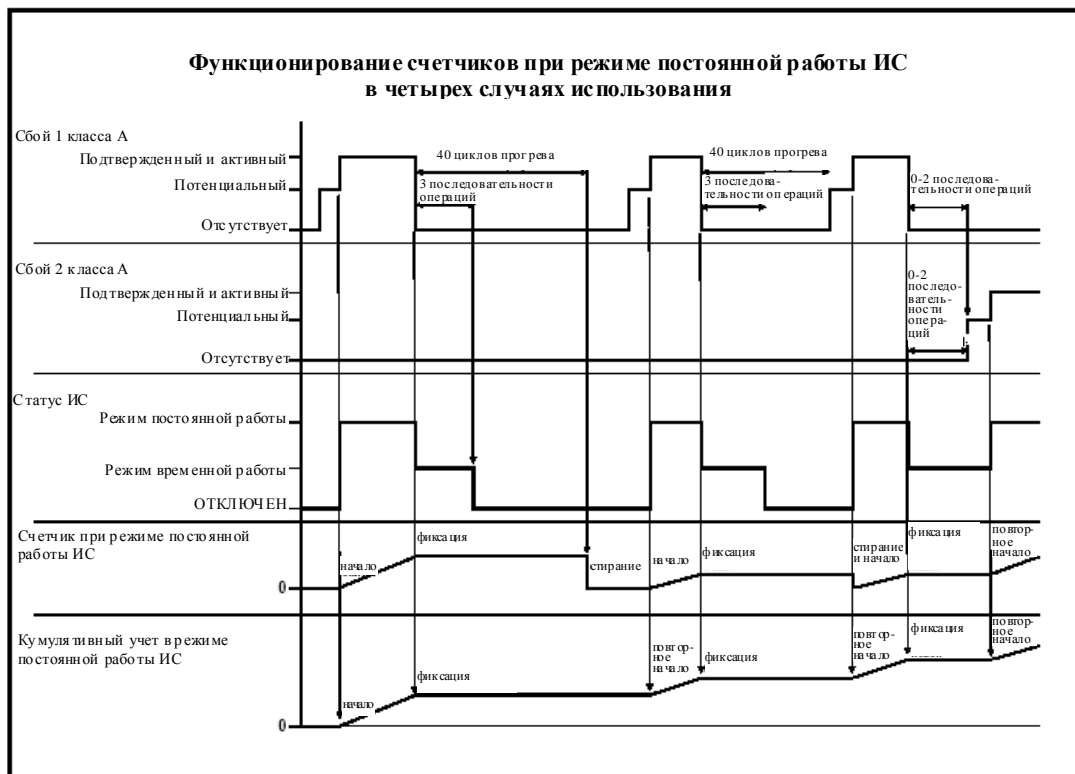 Функционирование счетчиков при режиме постоянной работы ИС
в четырех случаях использования
Сбой 1 класса А
Подтвержденный и активный
Потенциальный
Отсутствует
40 циклов прогрева
3 последовательности
операций
40 циклов прогрева
3 последова-
тельности операций
0-2 последова-
тельности операций
Сбой 2 класса А
Подтвержденный и активный
Потенциальный
Отсутствует
0-2
последо-
ватель-
ности
опера-
ций
Статус ИС
Режим постоянной работы
Режим временной работы
ОТКЛЮЧЕН
Счетчик при режиме постоянной
работы ИС
0
начало
фиксация
стирание
начало
фиксация
стирание
и начало
фиксация
повтор-
ное
начало
Кумулятивный учет в режиме
постоянной работы ИС
0
начало
фиксация
повтор-
ное
начало
фиксация
повтор-
ное
начало
фиксация
повтор-
ное
начало